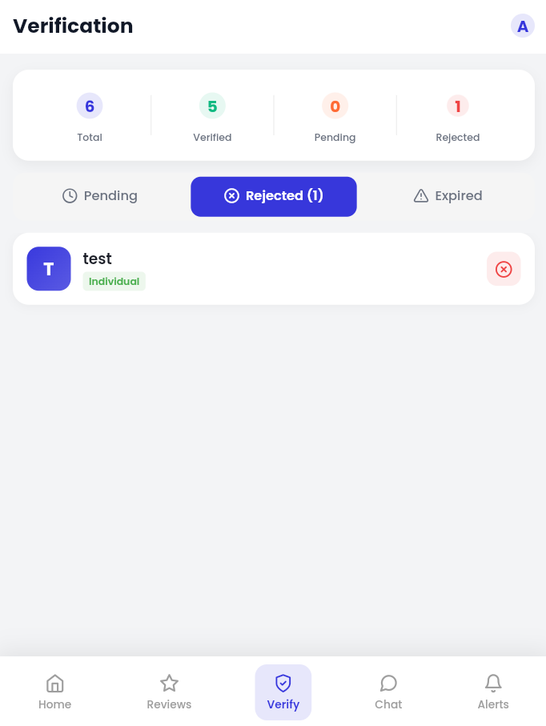 Verification
A
6
5
0
1
Total
Verified
Pending
Rejected
Pending
Rejected (1)
Expired
T
test
Individual
Home
Reviews
Verify
Chat
Alerts